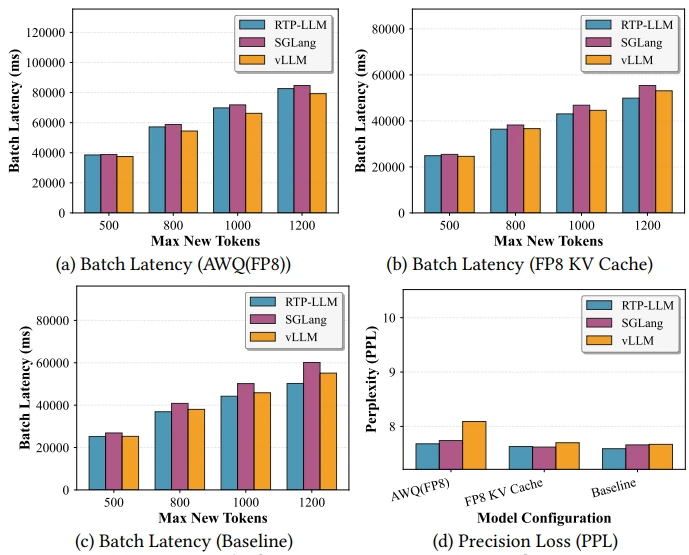 120000
100000
80000
60000
40000
20000
0
Batch Latency (ms)
RTP-LLM
SGLang
vLLM
500 800 1000 1200
Max New Tokens
(a) Batch Latency (AWQ(FP8))
80000
60000
40000
20000
0
Batch Latency (ms)
RTP-LLM
SGLang
vLLM
500 800 1000 1200
Max New Tokens
(b) Batch Latency (FP8 KV Cache)
80000
60000
40000
20000
0
Batch Latency (ms)
RTP-LLM
SGLang
vLLM
500 800 1000 1200
Max New Tokens
(c) Batch Latency (Baseline)
10
9
8
Perplexity (PPL)
RTP-LLM
SGLang
vLLM
AWQ(FP8) FP8 KV Cache Baseline
Model Configuration
(d) Precision Loss (PPL)